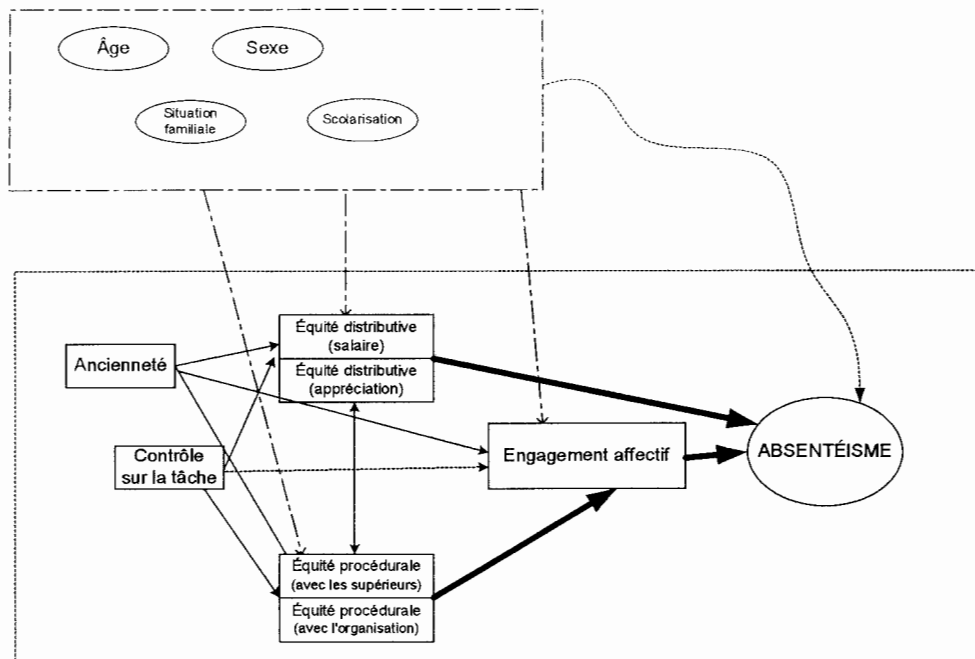 Âge
Sexe
Situation
familiale
Scolarisation
Équité distributive
(salaire)
Équité distributive
(appréciation)
Ancienneté
Contrôle
sur la tâche
Engagement affectif
ABSENTÉISME
Équité procédurale
(avec les supérieurs)
Équité procédurale
(avec l'organisation)